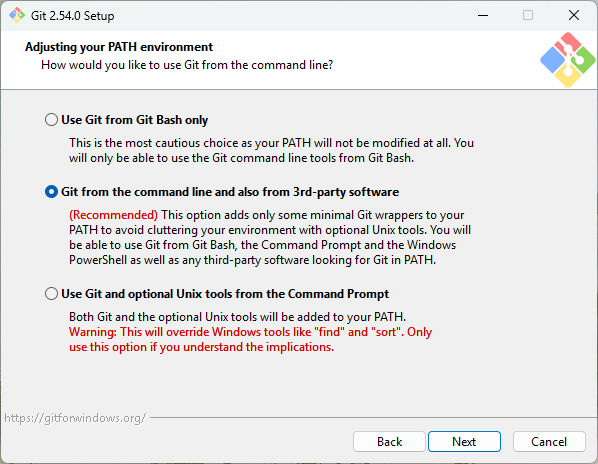 Git 2.54.0 Setup
Adjusting your PATH environment
How would you like to use Git from the command line?
Use Git from Git Bash only
This is the most cautious choice as your PATH will not be modified at all. You
will only be able to use the Git command line tools from Git Bash.
Git from the command line and also from 3rd-party software
(Recommended) This option adds only some minimal Git wrappers to your
PATH to avoid cluttering your environment with optional Unix tools. You will
be able to use Git from Git Bash, the Command Prompt and the Windows
PowerShell as well as any third-party software looking for Git in PATH.
Use Git and optional Unix tools from the Command Prompt
Both Git and the optional Unix tools will be added to your PATH.
Warning: This will override Windows tools like "find" and "sort". Only
use this option if you understand the implications.
https://gitforwindows.org/
Back Next Cancel